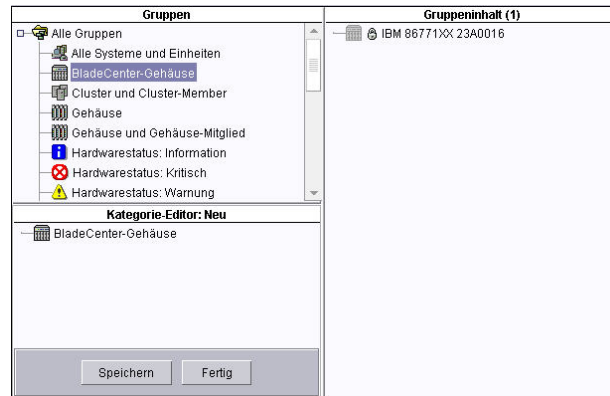 Gruppen
Alle Gruppen
Alle Systeme und Einheiten
BladeCenter-Gehäuse
Cluster und Cluster-Member
Gehäuse
Gehäuse und Gehäuse-Mitglied
Hardwarestatus: Information
Hardwarestatus: Kritisch
Hardwarestatus: Warnung
Kategorie-Editor: Neu
BladeCenter-Gehäuse
Speichern
Fertig
Gruppeninhalt (1)
IBM 86771XX 23A0016